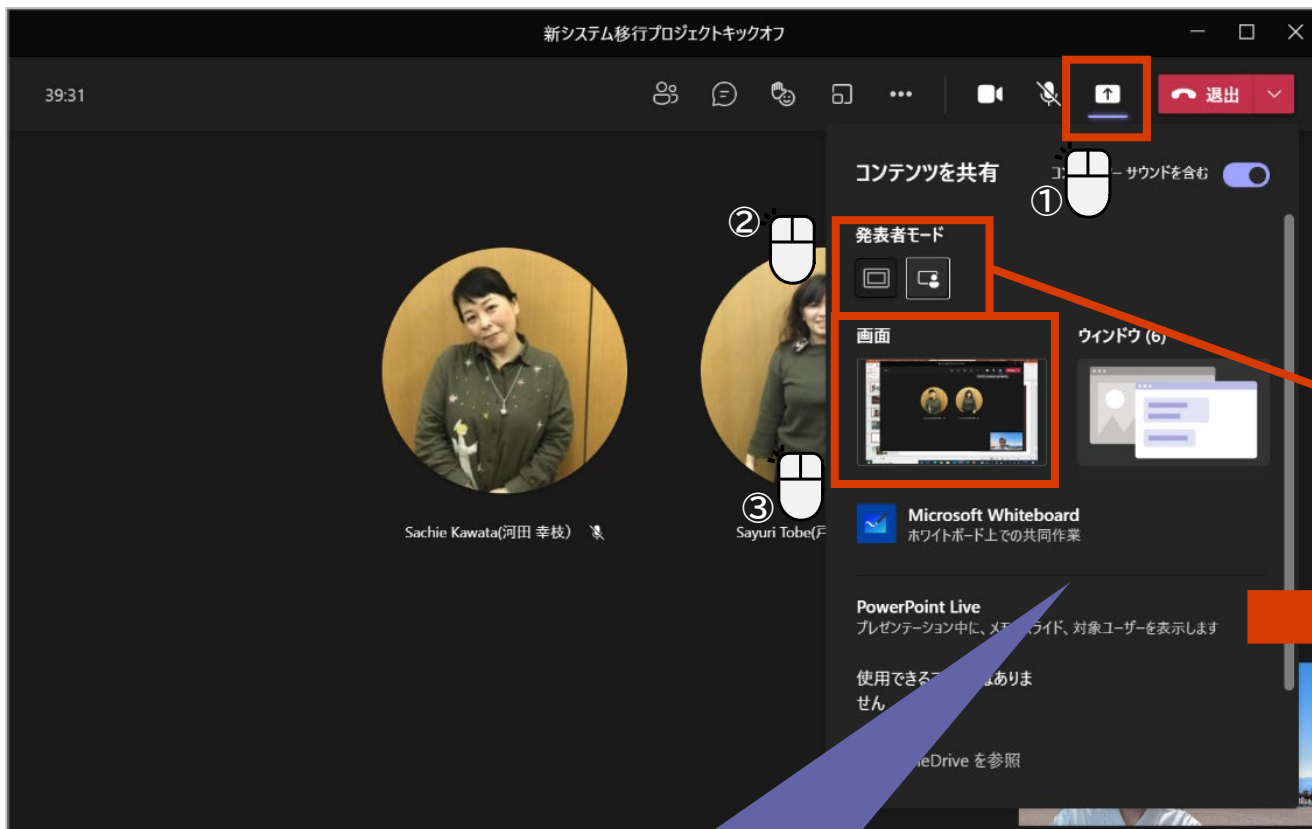 新システム移行プロジェクトキックオフ
39:31
退出
コンテンツを共有
サウンドを含む
①
②
発表者モード
画面
ウィンドウ (6)
③
Sachie Kawata(河田 幸枝)
Sayuri Tobe(戸
Microsoft Whiteboard
ホワイトボード上での共同作業
PowerPoint Live
プレゼンテーション中に、メモ、スライド、対象ユーザーを表示します
使用できる
はありま
せん
eDrive を参照